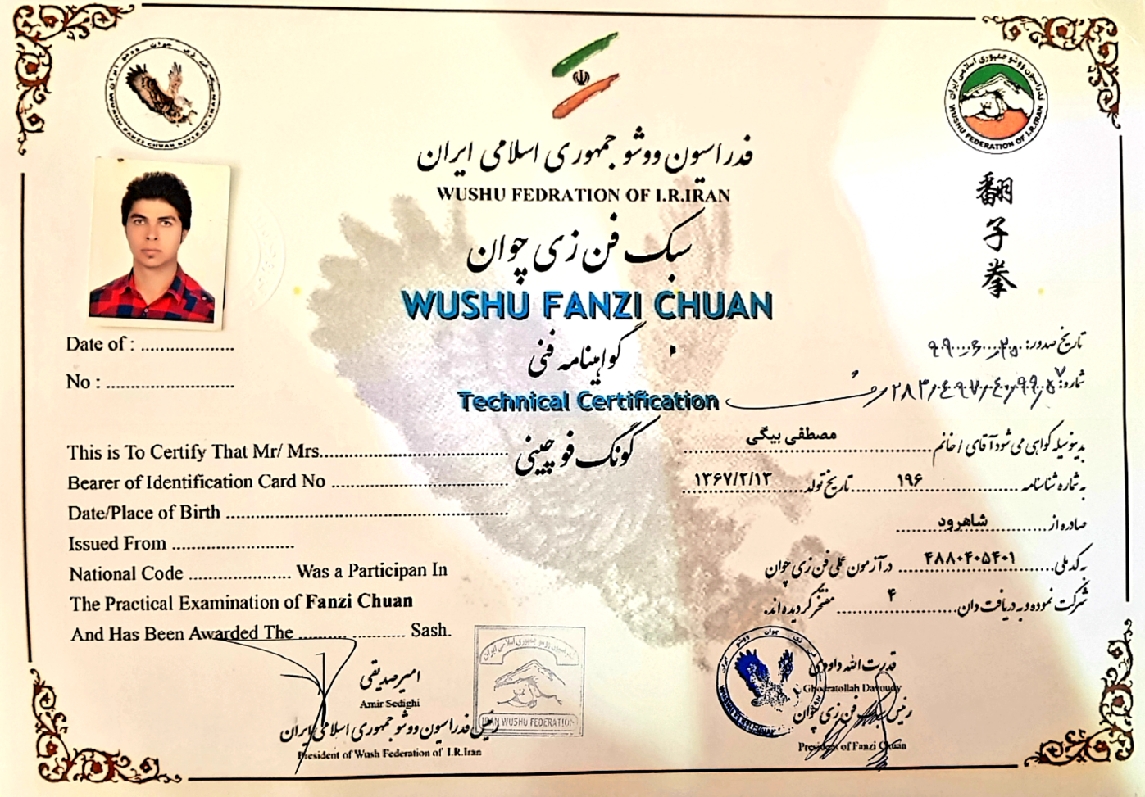 فدراسیون ووشو جمهوری اسلامی ایران
WUSHU FEDRATION OF I.R.IRAN
سبک فن زی چوان
WUSHU FANZI CHUAN
گواهینامه فنی
Technical Certification
کونگ فو چینی
WUSHU FEDERATION OF I.R.IRAN
翻
子
拳
Date of : ....................
No : ...........................
تاریخ صدور: ۹۹...۶...۲۵
شماره:
This is To Certify That Mr/ Mrs.......................................
Bearer of Identification Card No .....................................
Date/Place of Birth ...........................................................
Issued From .........................
National Code ..................... Was a Participan In
The Practical Examination of Fanzi Chuan
And Has Been Awarded The ...................... Sash.
بدینوسیله گواهی می شود آقای / خانم مصطفی بیگی
به شماره شناسنامه ۱۹۶ تاریخ تولد ۱۳۶۷/۲/۱۳
صادره از شاهرود
به کد ملی ۴۸۸۰۴۰۵۴۰۱ در آزمون عملی فن زی چوان
شرکت نموده و به دریافت دان ۴ مفتخر گردیده اند.
امیر صدیقی
Amir Sedighi
رئیس فدراسیون ووشو جمهوری اسلامی ایران
President of Wush Federation of I.R.Iran
IRAN WUSHU FEDERATION
قدرت الله داودی
Ghodratollah Davoudy
رئیس سبک فن زی چوان
President of Fanzi Chuan